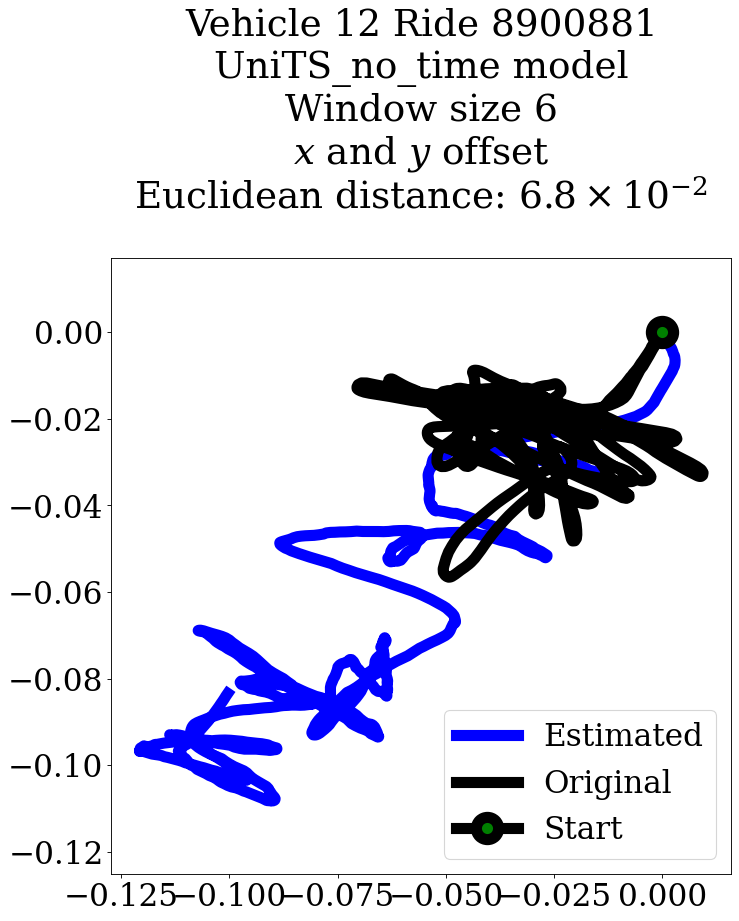 Vehicle 12 Ride 8900881
UniTS_no_time model
Window size 6
x and y offset
Euclidean distance: 6.8 × 10⁻²
0.00
−0.02
−0.04
−0.06
−0.08
−0.10
−0.12
Estimated
Original
Start
−0.125 −0.100 −0.075 −0.050 −0.025 0.000